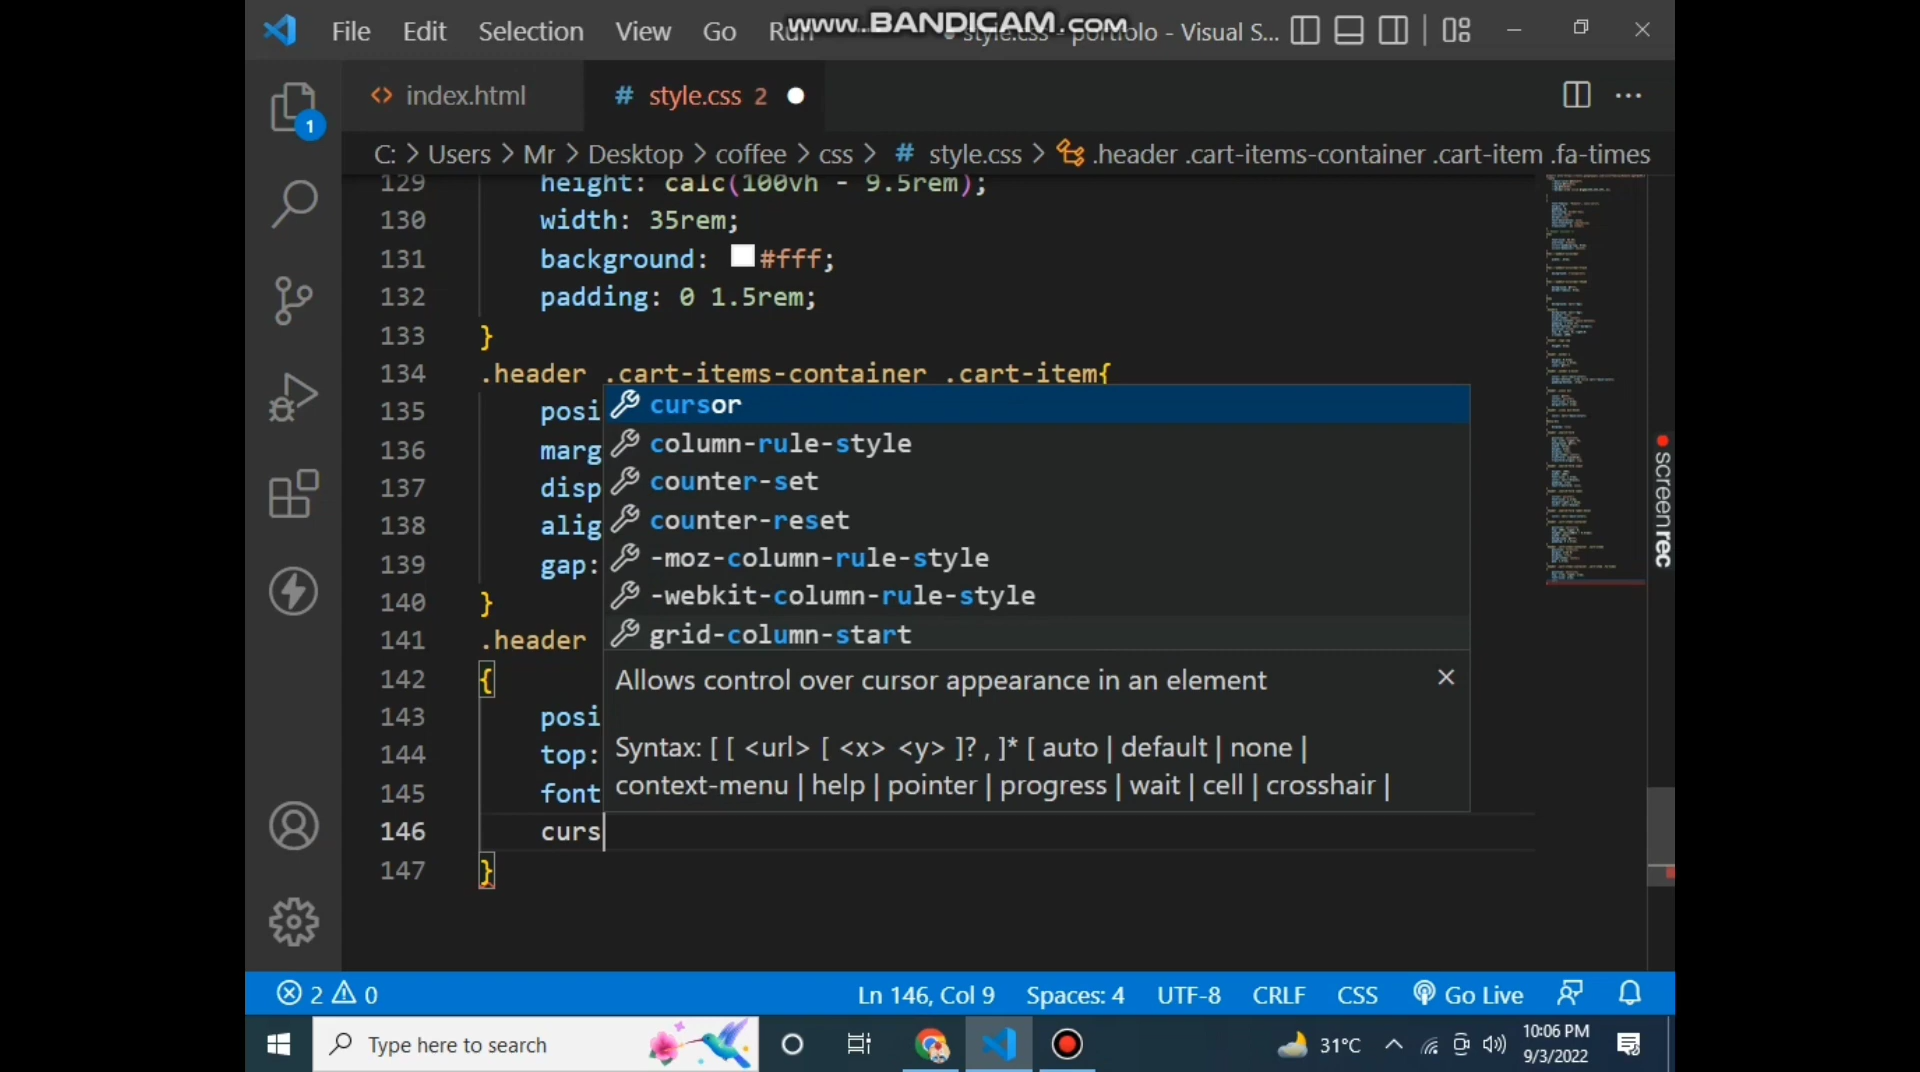 File Edit Selection View Go Run style.css - portfolo - Visual S...
www.BANDICAM.com
index.html
# style.css 2
C: > Users > Mr > Desktop > coffee > css > # style.css > .header .cart-items-container .cart-item .fa-times
129 height: calc(100vh - 9.5rem);
130 width: 35rem;
131 background: #fff;
132 padding: 0 1.5rem;
133 }
134 .header .cart-items-container .cart-item{
135 posi
136 marg
137 disp
138 alig
139 gap:
140 }
141 .header
142 {
143 posi
144 top:
145 font
146 curs
147 }
cursor
column-rule-style
counter-set
counter-reset
-moz-column-rule-style
-webkit-column-rule-style
grid-column-start
Allows control over cursor appearance in an element
Syntax: [ [ <url> [ <x> <y> ]? , ]* [ auto | default | none |
context-menu | help | pointer | progress | wait | cell | crosshair |
1
screenrec
2 0
Ln 146, Col 9 Spaces: 4 UTF-8 CRLF CSS Go Live
Type here to search
31°C
10:06 PM
9/3/2022